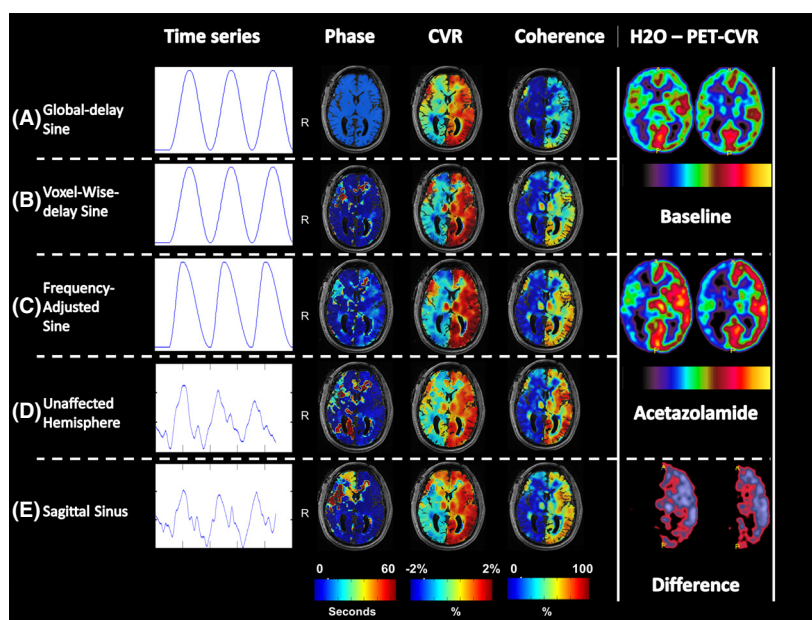 Time series Phase CVR Coherence H2O – PET-CVR
(A) Global-delay
Sine
R
(B) Voxel-Wise-
delay Sine
R
Baseline
(C) Frequency-
Adjusted
Sine
R
(D) Unaffected
Hemisphere
R
Acetazolamide
(E) Sagittal Sinus
R
0 60 -2% 2% 0 100
Seconds % %
Difference